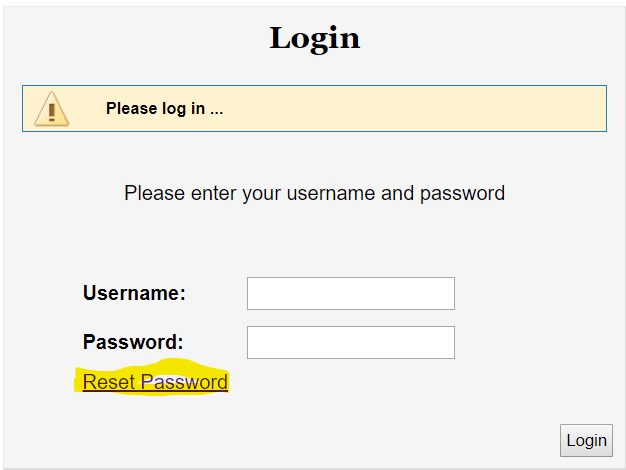 Login
Please log in ...
Please enter your username and password
Username:
Password:
Reset Password
Login